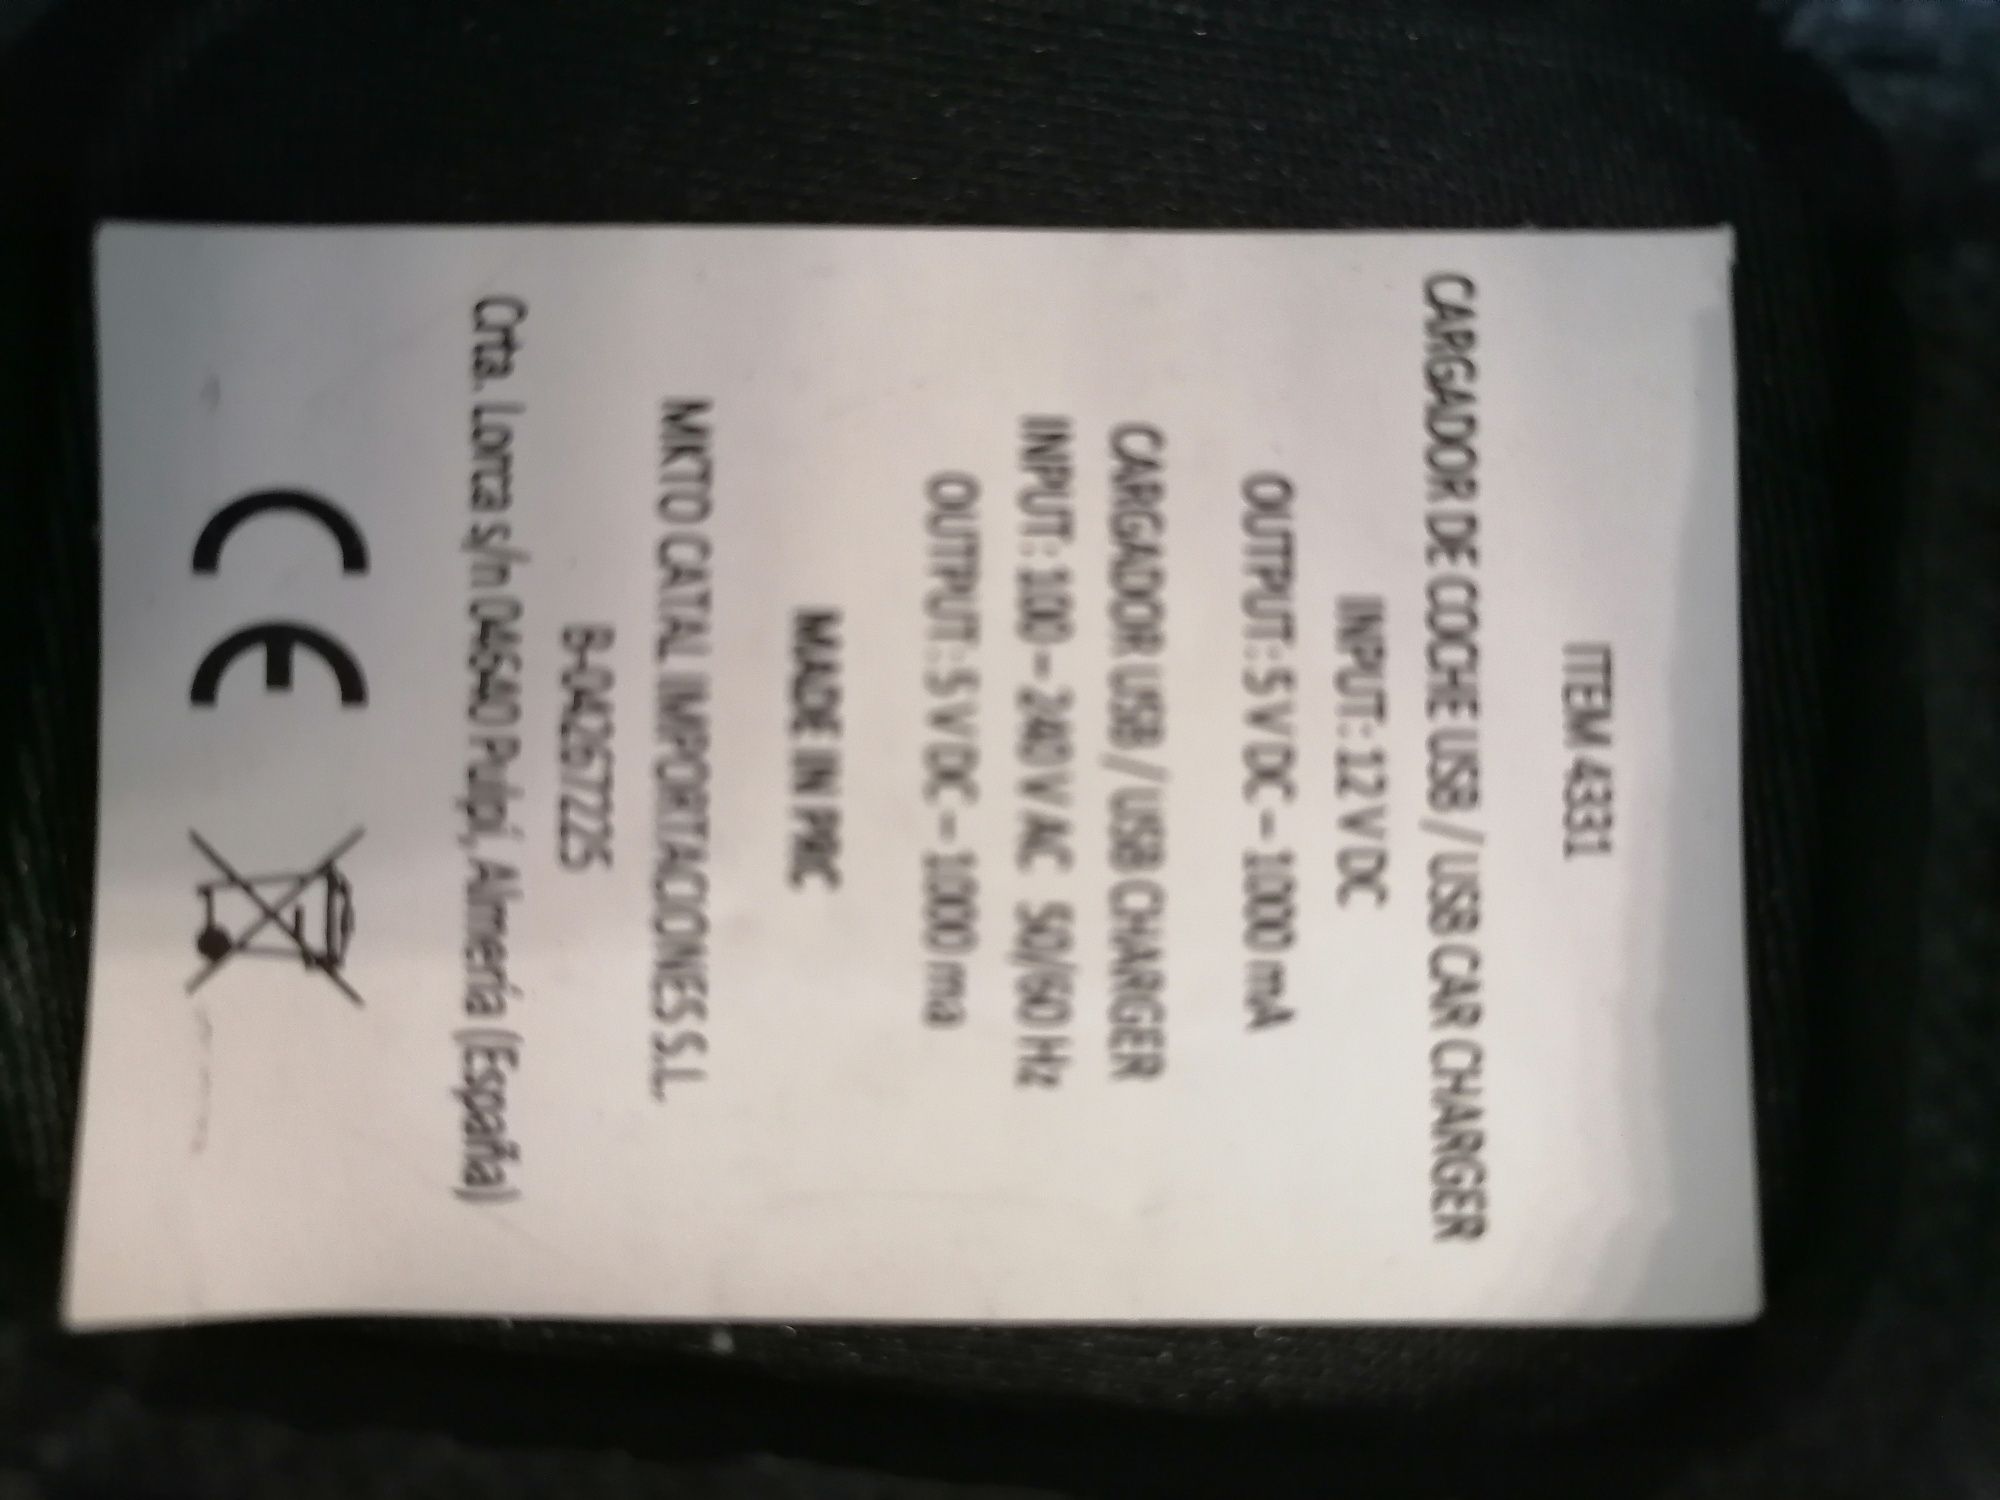 ITEM 4331
CARGADOR DE COCHE USB / USB CAR CHARGER
INPUT: 12 V DC
OUTPUT: 5 V DC - 1000 mA
CARGADOR USB / USB CHARGER
INPUT: 100 - 240 V AC 50/60 Hz
OUTPUT: 5 V DC - 1000 ma
MADE IN PRC
MKTO CATAL IMPORTACIONES S.L.
B-04267225
Crta. Lorca s/n 04640 Pulpí, Almería (España)
CE